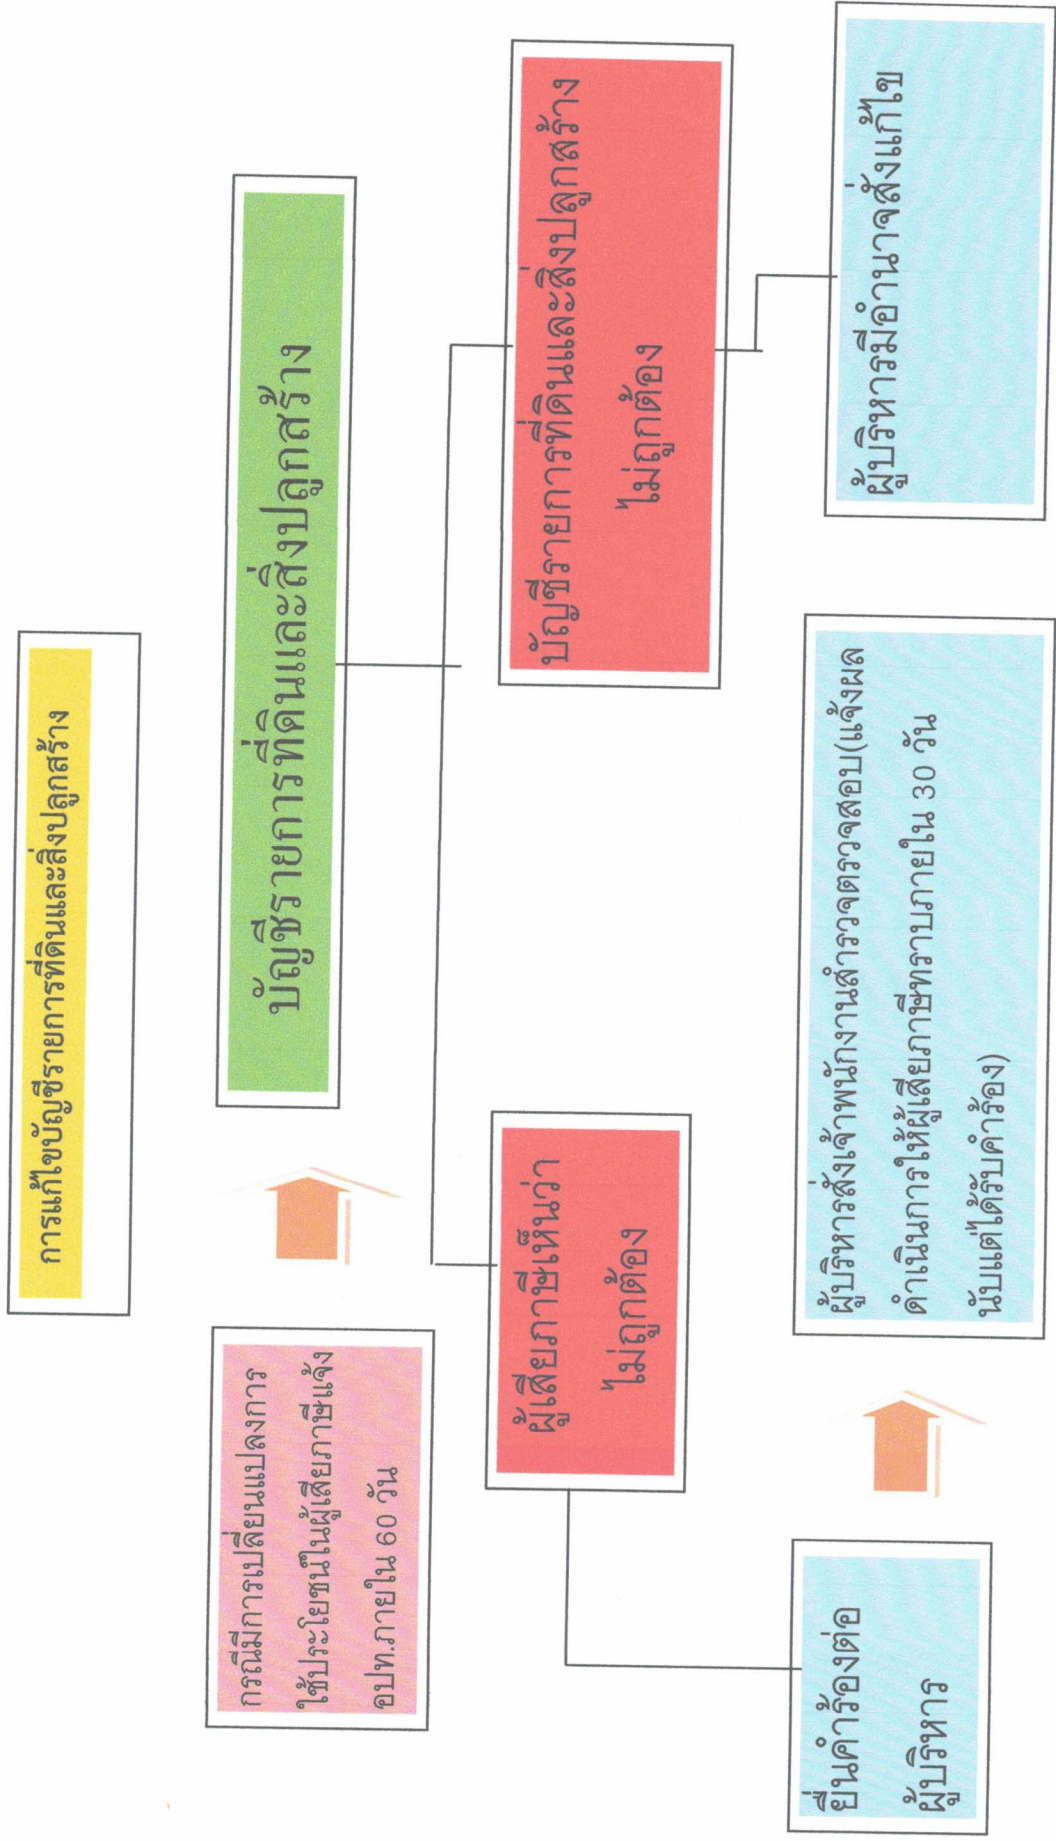 การแก้ไขบัญชีรายการที่ดินและสิ่งปลูกสร้าง
กรณีมีการเปลี่ยนแปลงการ
ใช้ประโยชน์ในผู้เสียภาษีแจ้ง
อปท.ภายใน 60 วัน
บัญชีรายการที่ดินและสิ่งปลูกสร้าง
ผู้เสียภาษีเห็นว่า
ไม่ถูกต้อง
บัญชีรายการที่ดินและสิ่งปลูกสร้าง
ไม่ถูกต้อง
ยื่นคำร้องต่อ
ผู้บริหาร
ผู้บริหารสั่งเจ้าพนักงานสำรวจตรวจสอบ(แจ้งผล
ดำเนินการให้ผู้เสียภาษีทราบภายใน 30 วัน
นับแต่ได้รับคำร้อง)
ผู้บริหารมีอำนาจสั่งแก้ไข